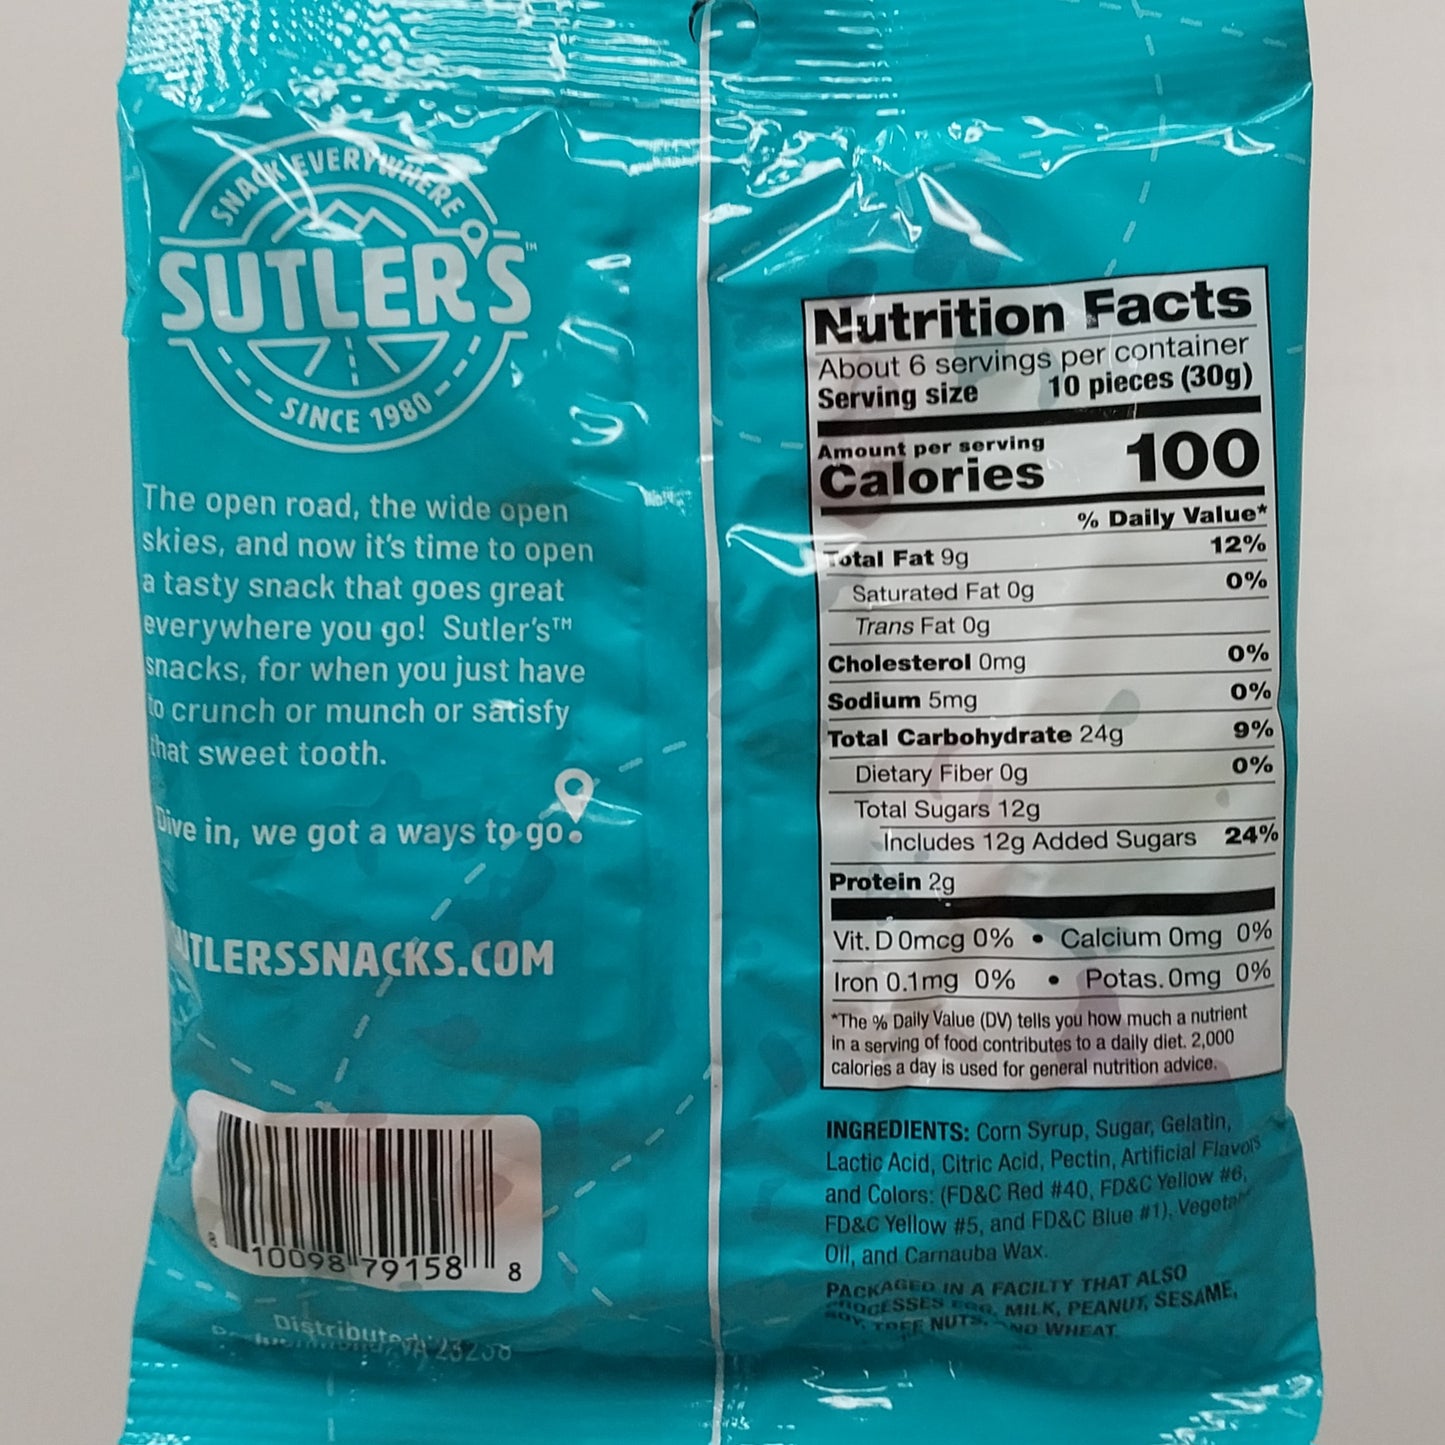 SNACK EVERYWHERE
SUTLER'S™
SINCE 1980
The open road, the wide open
skies, and now it's time to open
a tasty snack that goes great
everywhere you go! Sutler's™
snacks, for when you just have
to crunch or munch or satisfy
that sweet tooth.
Dive in, we got a ways to go.
SUTLERSSNACKS.COM
8 10098 79158 8
Distributed
VA
Nutrition Facts
About 6 servings per container
Serving size 10 pieces (30g)
Amount per serving
Calories 100
% Daily Value*
Total Fat 9g 12%
Saturated Fat 0g 0%
Trans Fat 0g
Cholesterol 0mg 0%
Sodium 5mg 0%
Total Carbohydrate 24g 9%
Dietary Fiber 0g 0%
Total Sugars 12g
Includes 12g Added Sugars 24%
Protein 2g
Vit. D 0mcg 0% • Calcium 0mg 0%
Iron 0.1mg 0% • Potas. 0mg 0%
*The % Daily Value (DV) tells you how much a nutrient
in a serving of food contributes to a daily diet. 2,000
calories a day is used for general nutrition advice.
INGREDIENTS: Corn Syrup, Sugar, Gelatin,
Lactic Acid, Citric Acid, Pectin, Artificial Flavors
and Colors: (FD&C Red #40, FD&C Yellow #6,
FD&C Yellow #5, and FD&C Blue #1), Vegetable
Oil, and Carnauba Wax.
PACKAGED IN A FACILTY THAT ALSO
PROCESSES EGG, MILK, PEANUT, SESAME,
SOY, TREE NUTS, AND WHEAT.